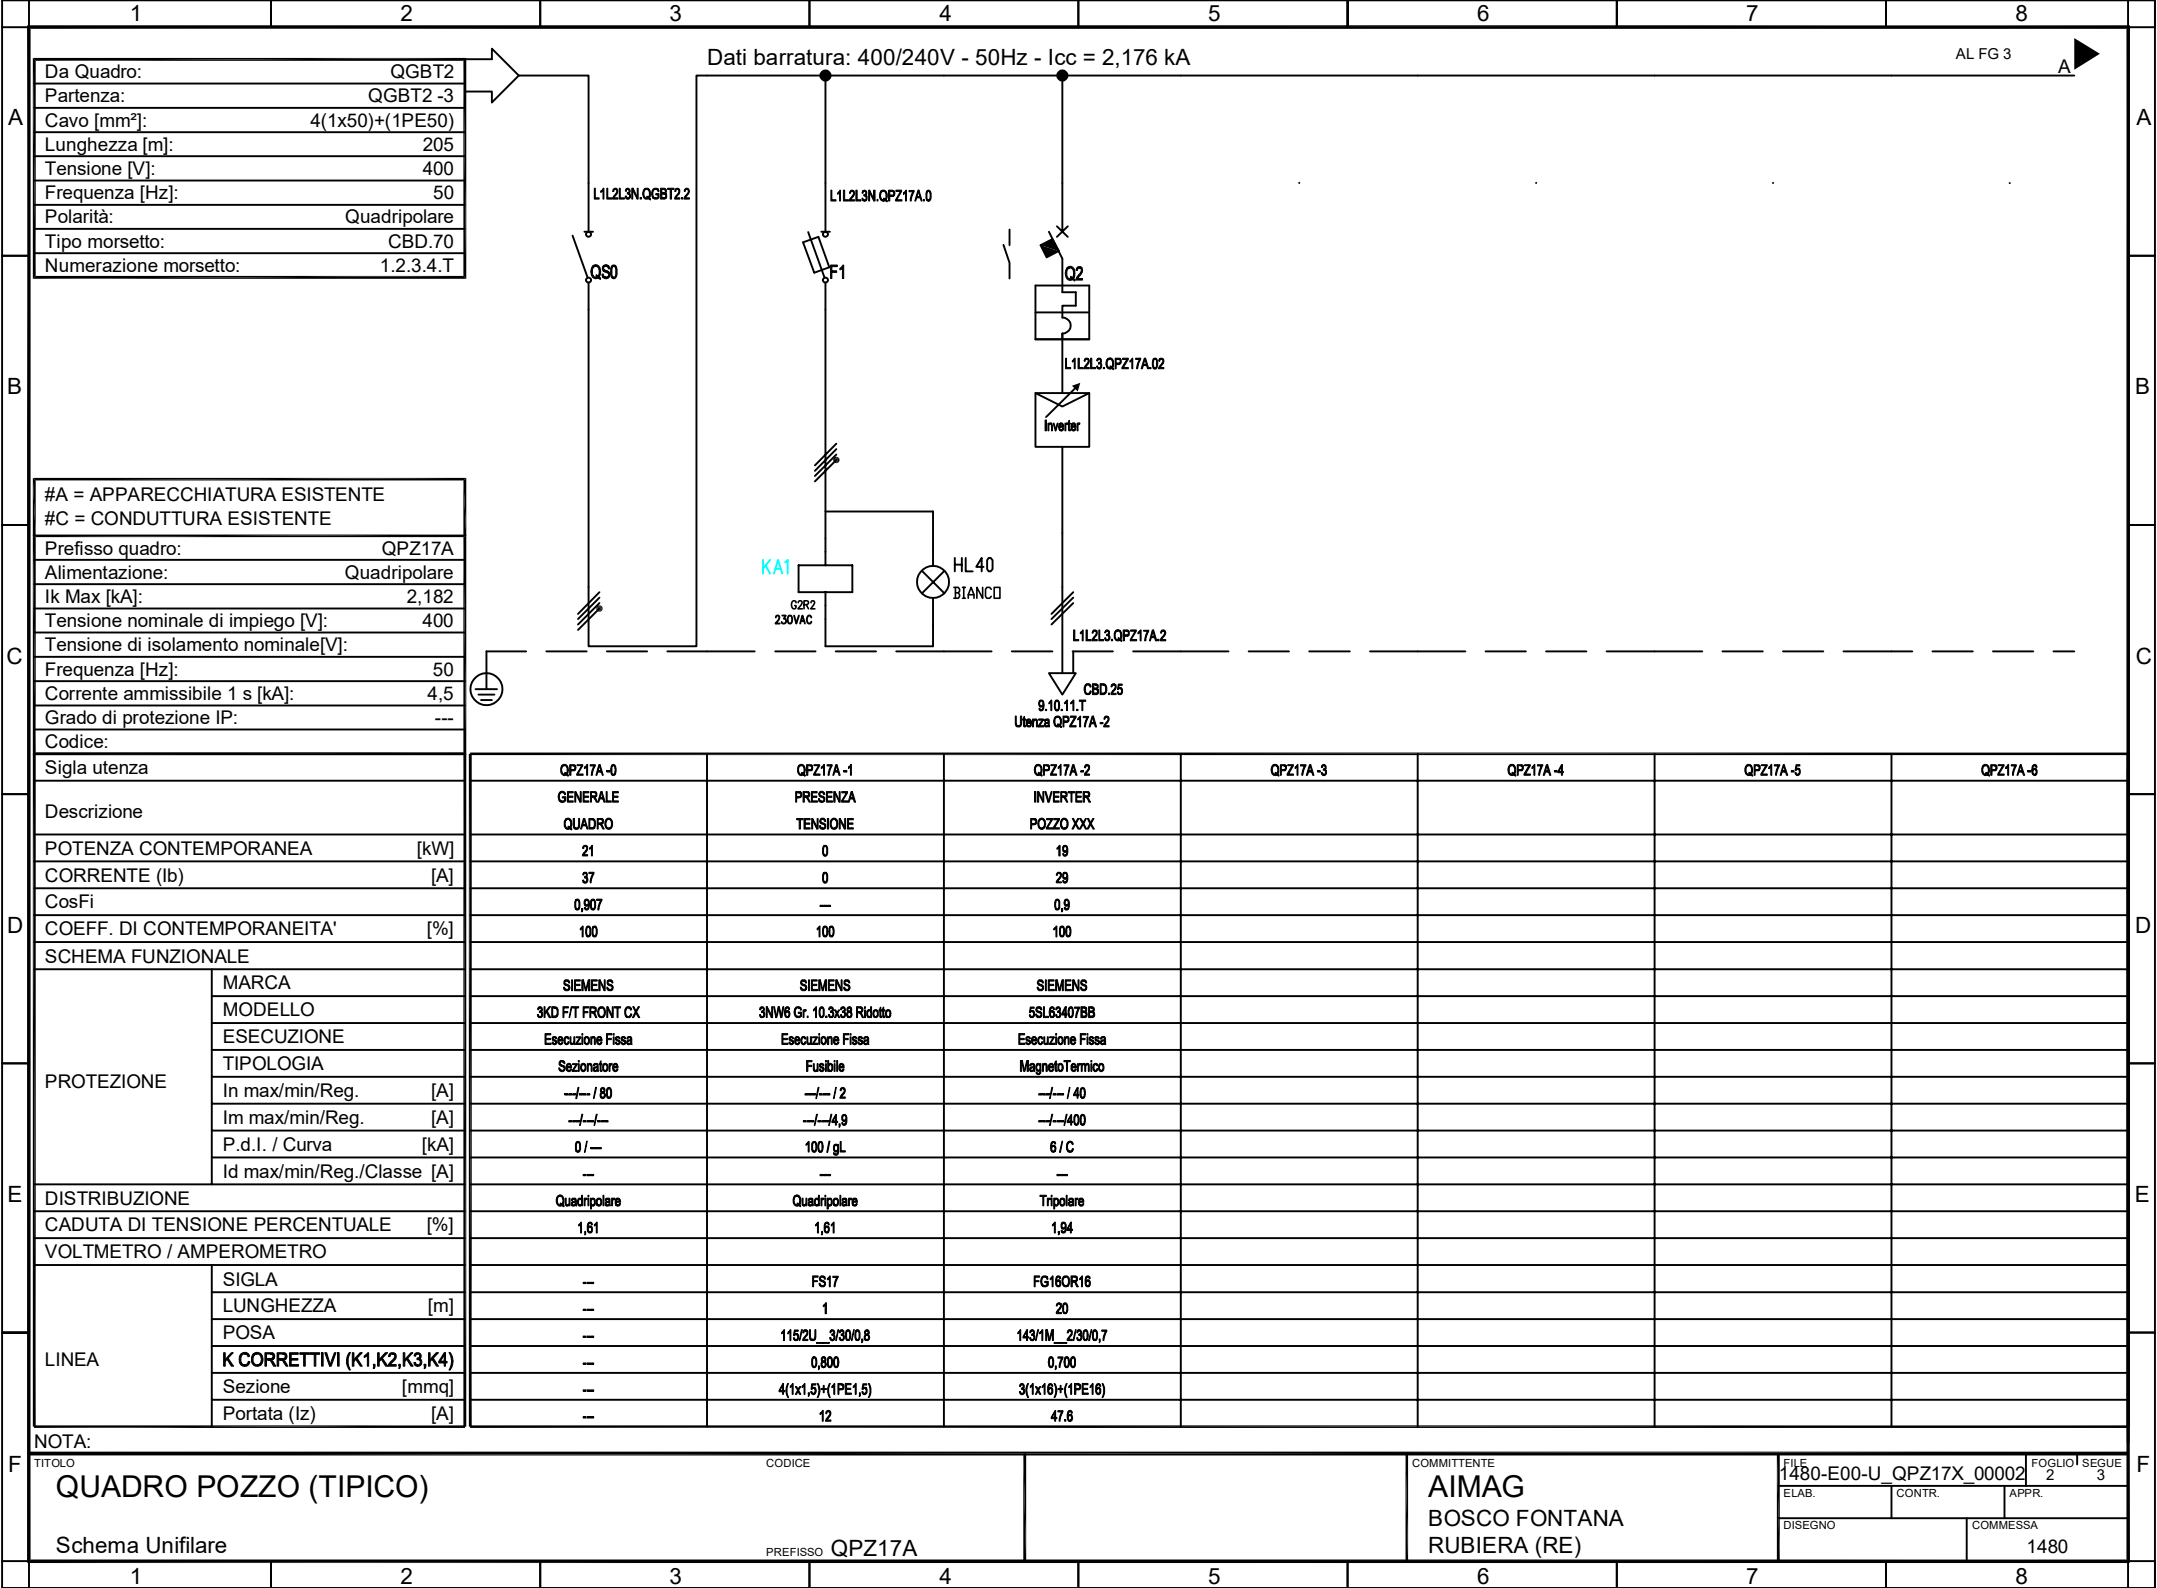 1 2 3 4 5 6 7 8
Dati barratura: 400/240V - 50Hz - Icc = 2,176 kA
AL FG 3
A
A
A
Da Quadro: QGBT2
Partenza: QGBT2 -3
Cavo [mm²]: 4(1x50)+(1PE50)
Lunghezza [m]: 205
Tensione [V]: 400
Frequenza [Hz]: 50
Polarità: Quadripolare
Tipo morsetto: CBD.70
Numerazione morsetto: 1.2.3.4.T
L1L2L3N.QGBT2.2
L1L2L3N.QPZ17A.0
QS0
F1
Q2
L1L2L3.QPZ17A.02
B
B
Inverter
#A = APPARECCHIATURA ESISTENTE
#C = CONDUTTURA ESISTENTE
Prefisso quadro: QPZ17A
Alimentazione: Quadripolare
Ik Max [kA]: 2,182
Tensione nominale di impiego [V]: 400
Tensione di isolamento nominale[V]:
Frequenza [Hz]: 50
Corrente ammissibile 1 s [kA]: 4,5
Grado di protezione IP: ---
Codice:
KA1
G2R2
230VAC
HL40
BIANCO
L1L2L3.QPZ17A.2
C
C
CBD.25
9.10.11.T
Utenza QPZ17A -2
Sigla utenza QPZ17A -0 QPZ17A -1 QPZ17A -2 QPZ17A -3 QPZ17A -4 QPZ17A -5 QPZ17A -6
Descrizione
GENERALE PRESENZA INVERTER
QUADRO TENSIONE POZZO XXX
POTENZA CONTEMPORANEA [kW] 21 0 19
CORRENTE (Ib) [A] 37 0 29
CosFi 0,907 --- 0,9
D
D
COEFF. DI CONTEMPORANEITA' [%] 100 100 100
SCHEMA FUNZIONALE
PROTEZIONE
MARCA SIEMENS SIEMENS SIEMENS
MODELLO 3KD F/T FRONT CX 3NW6 Gr. 10.3x38 Ridotto 5SL63407BB
ESECUZIONE Esecuzione Fissa Esecuzione Fissa Esecuzione Fissa
TIPOLOGIA Sezionatore Fusibile MagnetoTermico
In max/min/Reg. [A] ---/--- / 80 ---/--- / 2 ---/--- / 40
Im max/min/Reg. [A] ---/---/--- ---/---/4,9 ---/---/400
P.d.I. / Curva [kA] 0 / --- 100 / gL 6 / C
Id max/min/Reg./Classe [A] --- --- ---
E
E
DISTRIBUZIONE Quadripolare Quadripolare Tripolare
CADUTA DI TENSIONE PERCENTUALE [%] 1,61 1,61 1,94
VOLTMETRO / AMPEROMETRO
LINEA
SIGLA --- FS17 FG16OR16
LUNGHEZZA [m] --- 1 20
POSA --- 115/2U__3/30/0,8 143/1M__2/30/0,7
K CORRETTIVI (K1,K2,K3,K4) --- 0,800 0,700
Sezione [mmq] --- 4(1x1,5)+(1PE1,5) 3(1x16)+(1PE16)
Portata (Iz) [A] --- 12 47.6
NOTA:
F
F
TITOLO
QUADRO POZZO (TIPICO)
Schema Unifilare
CODICE
PREFISSO QPZ17A
COMMITTENTE
AIMAG
BOSCO FONTANA
RUBIERA (RE)
FILE
1480-E00-U_QPZ17X_00002
FOGLIO
2
SEGUE
3
ELAB. CONTR. APPR.
DISEGNO
COMMESSA
1480
1 2 3 4 5 6 7 8